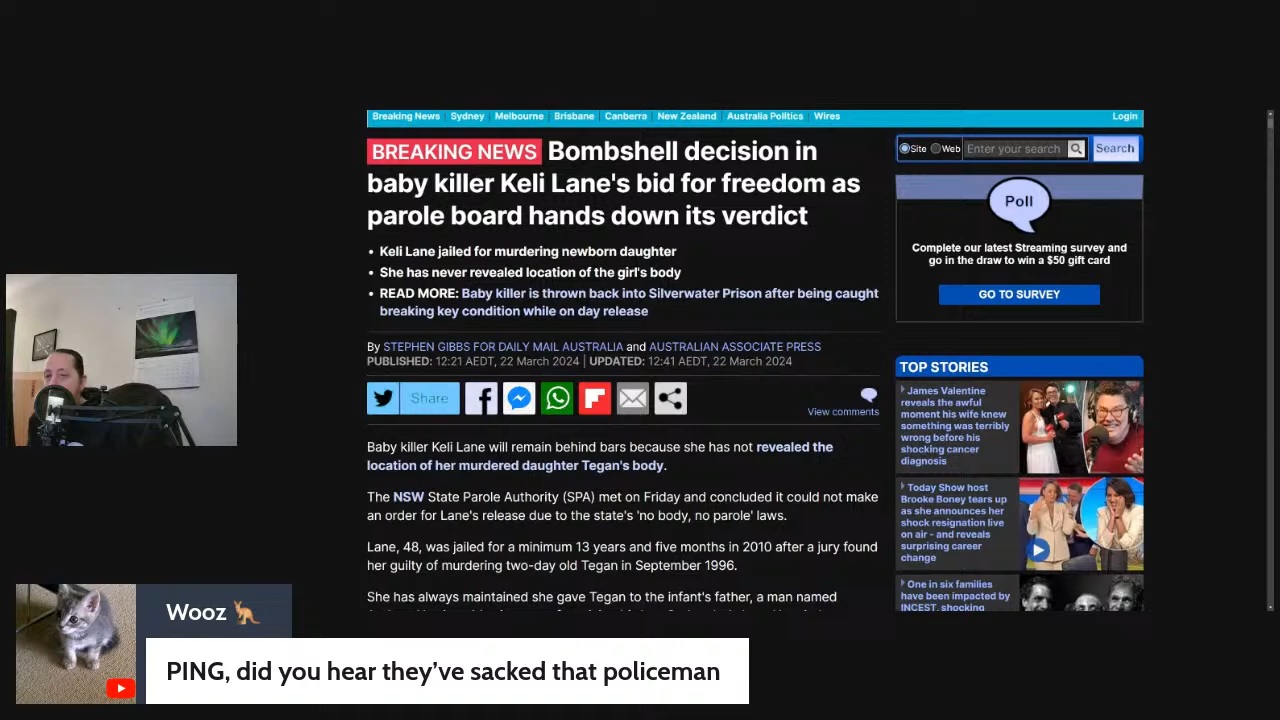 Breaking News Sydney Melbourne Brisbane Canberra New Zealand Australia Politics Wires Login
BREAKING NEWS Bombshell decision in
baby killer Keli Lane's bid for freedom as
parole board hands down its verdict
• Keli Lane jailed for murdering newborn daughter
• She has never revealed location of the girl's body
• READ MORE: Baby killer is thrown back into Silverwater Prison after being caught
breaking key condition while on day release
By STEPHEN GIBBS FOR DAILY MAIL AUSTRALIA and AUSTRALIAN ASSOCIATE PRESS
PUBLISHED: 12:21 AEDT, 22 March 2024 | UPDATED: 12:41 AEDT, 22 March 2024
Share
View comments
Baby killer Keli Lane will remain behind bars because she has not revealed the
location of her murdered daughter Tegan's body.
The NSW State Parole Authority (SPA) met on Friday and concluded it could not make
an order for Lane's release due to the state's 'no body, no parole' laws.
Lane, 48, was jailed for a minimum 13 years and five months in 2010 after a jury found
her guilty of murdering two-day old Tegan in September 1996.
She has always maintained she gave Tegan to the infant's father, a man named
Site Web Enter your search Search
Poll
Complete our latest Streaming survey and
go in the draw to win a $50 gift card
GO TO SURVEY
TOP STORIES
James Valentine
reveals the awful
moment his wife knew
something was terribly
wrong before his
shocking cancer
diagnosis
Today Show host
Brooke Boney tears up
as she announces her
shock resignation live
on air - and reveals
surprising career
change
One in six families
have been impacted by
INCEST, shocking
Wooz 🦘
PING, did you hear they've sacked that policeman